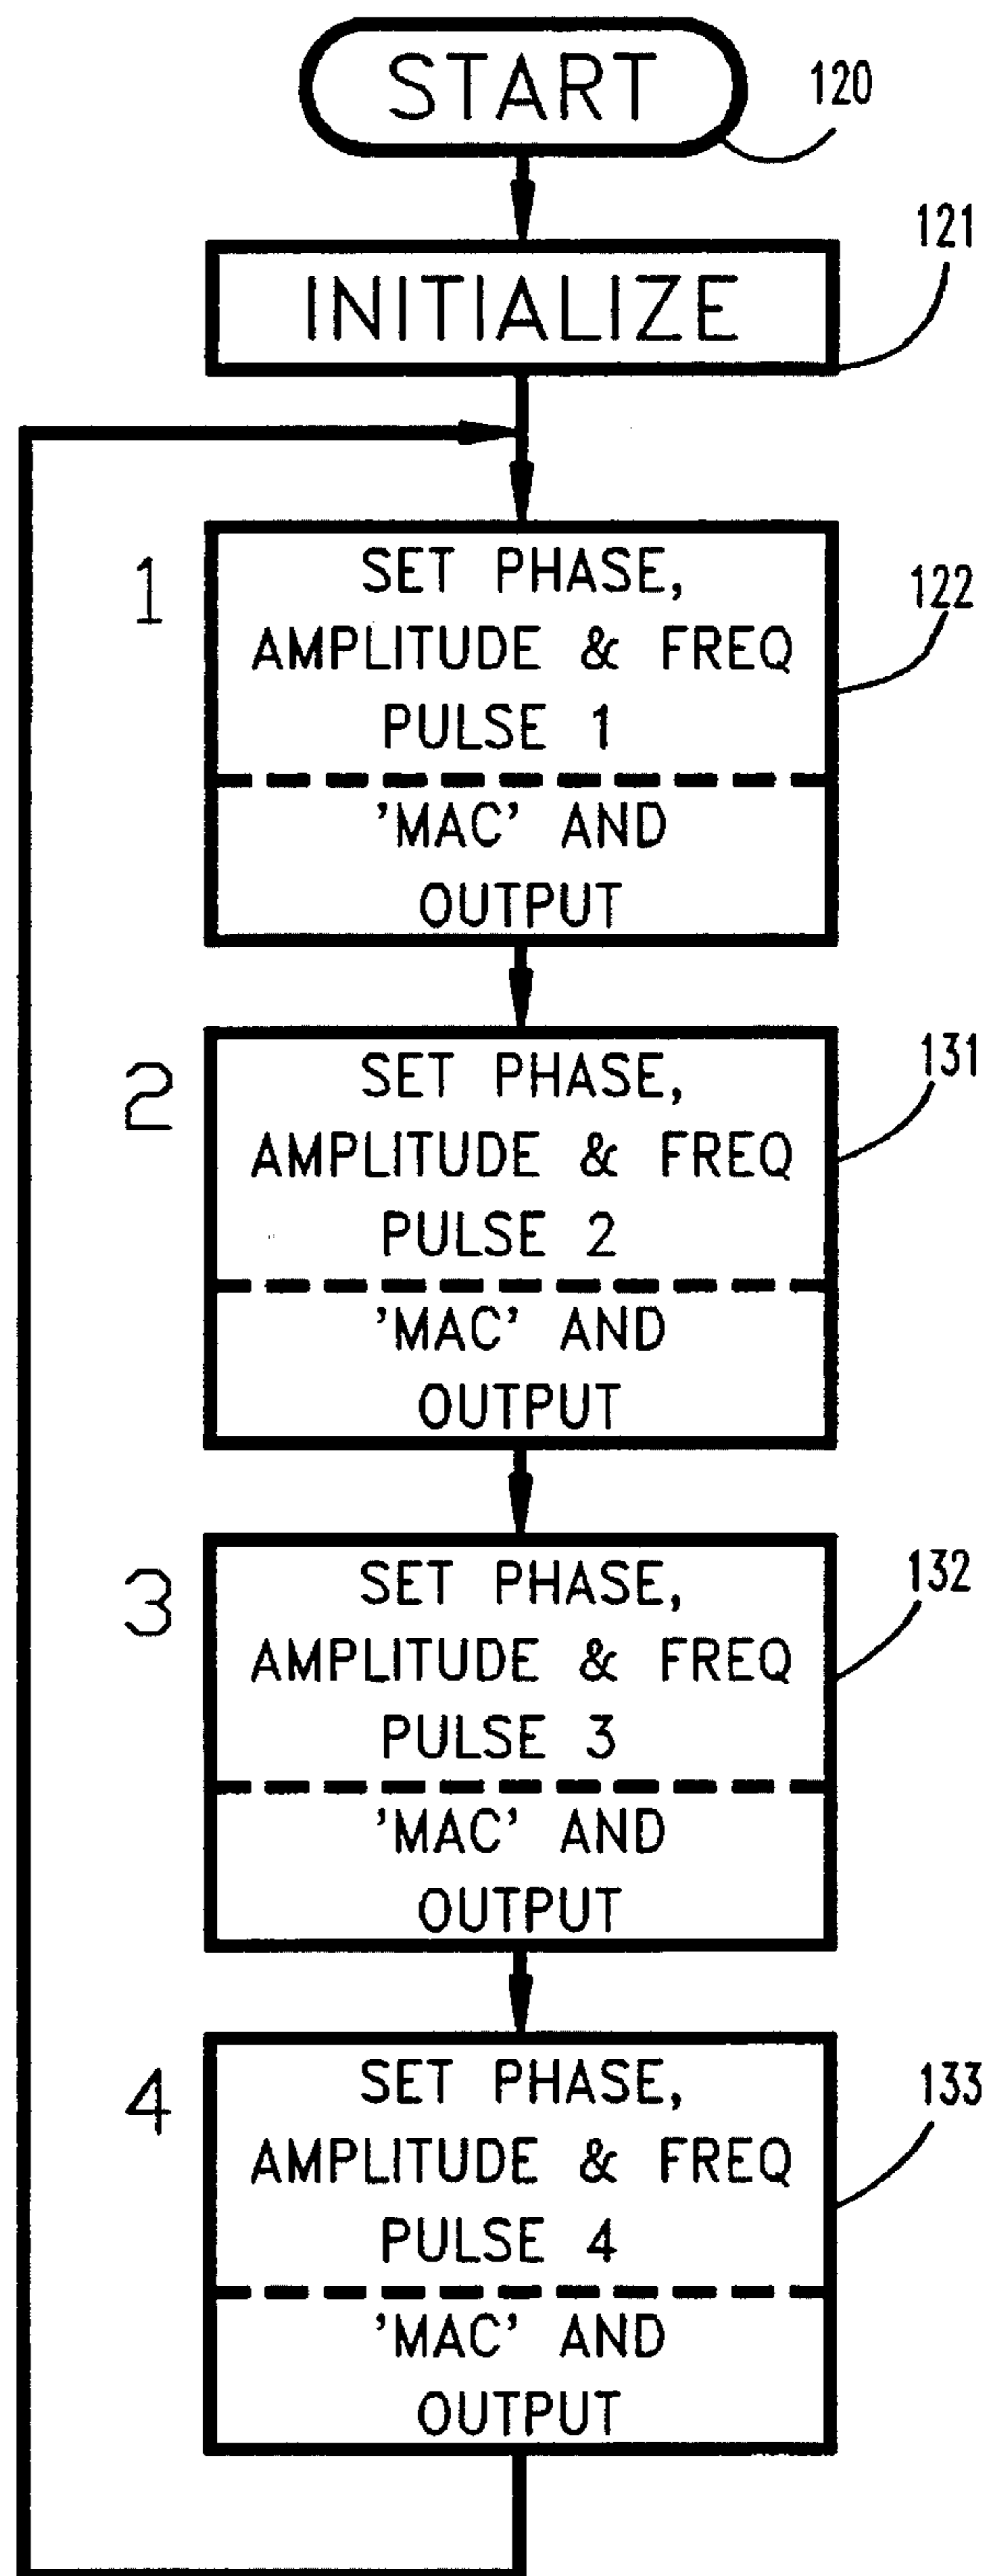 START
120
INITIALIZE
121
1
SET PHASE,
AMPLITUDE & FREQ
PULSE 1
'MAC' AND
OUTPUT
122
2
SET PHASE,
AMPLITUDE & FREQ
PULSE 2
'MAC' AND
OUTPUT
131
3
SET PHASE,
AMPLITUDE & FREQ
PULSE 3
'MAC' AND
OUTPUT
132
4
SET PHASE,
AMPLITUDE & FREQ
PULSE 4
'MAC' AND
OUTPUT
133